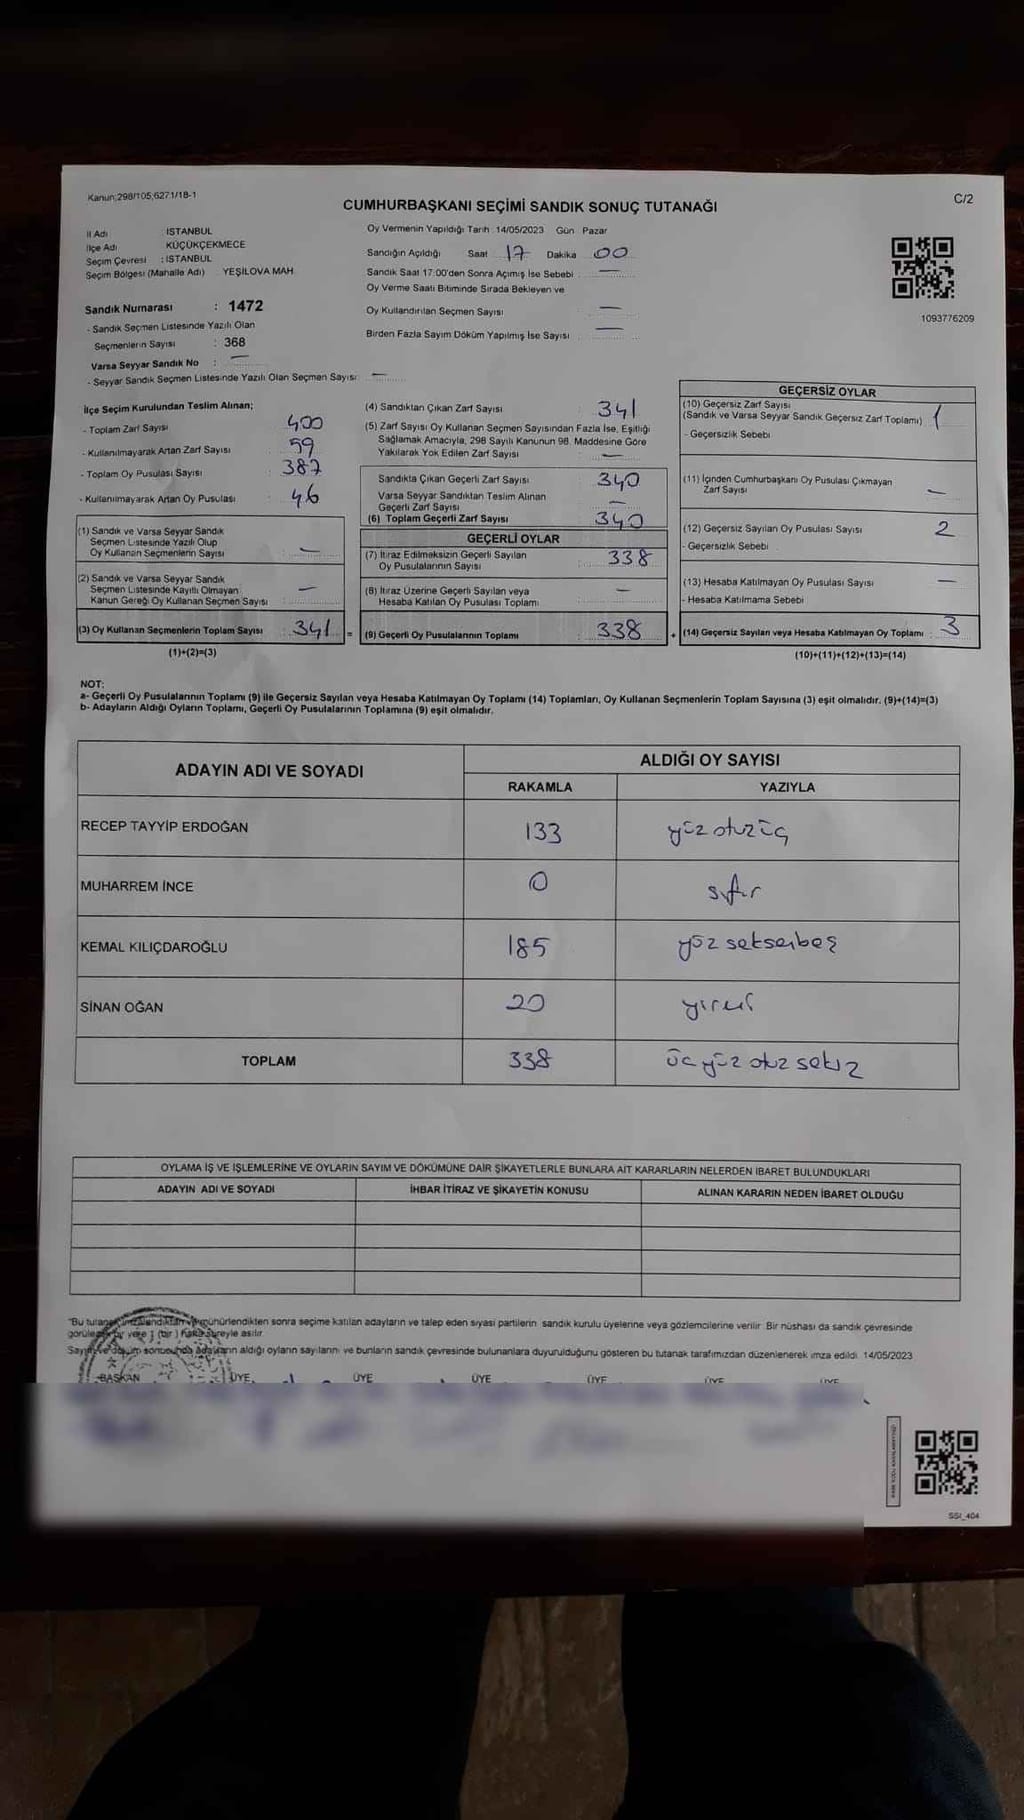 Kanun;298/105;6271/18-1
C/2
CUMHURBAŞKANI SEÇİMİ SANDIK SONUÇ TUTANAĞI
İl Adı : İSTANBUL
İlçe Adı KÜÇÜKÇEKMECE
Seçim Çevresi : İSTANBUL
Seçim Bölgesi (Mahalle Adı) YEŞİLOVA MAH.
Sandık Numarası : 1472
- Sandık Seçmen Listesinde Yazılı Olan
Seçmenlerin Sayısı : 368
Varsa Seyyar Sandık No : —
- Seyyar Sandık Seçmen Listesinde Yazılı Olan Seçmen Sayısı —
Oy Vermenin Yapıldığı Tarih : 14/05/2023 Gün Pazar
Sandığın Açıldığı Saat 17 Dakika 00
Sandık Saat 17:00'den Sonra Açılmış İse Sebebi : —
Oy Verme Saati Bitiminde Sırada Bekleyen ve
Oy Kullandırılan Seçmen Sayısı —
Birden Fazla Sayım Döküm Yapılmış İse Sayısı : —
1093776209
İlçe Seçim Kurulundan Teslim Alınan;
- Toplam Zarf Sayısı : 400
- Kullanılmayarak Artan Zarf Sayısı : 59
- Toplam Oy Pusulası Sayısı : 387
- Kullanılmayarak Artan Oy Pusulası : 46
(1) Sandık ve Varsa Seyyar Sandık
Seçmen Listesinde Yazılı Olup
Oy Kullanan Seçmenlerin Sayısı : —
(2) Sandık ve Varsa Seyyar Sandık
Seçmen Listesinde Kayıtlı Olmayan
Kanun Gereği Oy Kullanan Seçmen Sayısı —
(3) Oy Kullanan Seçmenlerin Toplam Sayısı 341 =
(1)+(2)=(3)
(4) Sandıktan Çıkan Zarf Sayısı : 341
(5) Zarf Sayısı Oy Kullanan Seçmen Sayısından Fazla İse, Eşitliği
Sağlamak Amacıyla, 298 Sayılı Kanunun 98. Maddesine Göre
Yakılarak Yok Edilen Zarf Sayısı : —
Sandıkta Çıkan Geçerli Zarf Sayısı 340
Varsa Seyyar Sandıktan Teslim Alınan
Geçerli Zarf Sayısı —
(6) Toplam Geçerli Zarf Sayısı 340
GEÇERLİ OYLAR
(7) İtiraz Edilmeksizin Geçerli Sayılan
Oy Pusulalarının Sayısı : 338
(8) İtiraz Üzerine Geçerli Sayılan veya
Hesaba Katılan Oy Pusulası Toplamı —
(9) Geçerli Oy Pusulalarının Toplamı : 338 +
GEÇERSİZ OYLAR
(10) Geçersiz Zarf Sayısı
(Sandık ve Varsa Seyyar Sandık Geçersiz Zarf Toplamı) 1
- Geçersizlik Sebebi
(11) İçinden Cumhurbaşkanı Oy Pusulası Çıkmayan
Zarf Sayısı —
(12) Geçersiz Sayılan Oy Pusulası Sayısı 2
- Geçersizlik Sebebi
(13) Hesaba Katılmayan Oy Pusulası Sayısı —
- Hesaba Katılmama Sebebi
(14) Geçersiz Sayılan veya Hesaba Katılmayan Oy Toplamı : 3
(10)+(11)+(12)+(13)=(14)
NOT:
a- Geçerli Oy Pusulalarının Toplamı (9) ile Geçersiz Sayılan veya Hesaba Katılmayan Oy Toplamı (14) Toplamları, Oy Kullanan Seçmenlerin Toplam Sayısına (3) eşit olmalıdır. (9)+(14)=(3)
b- Adayların Aldığı Oyların Toplamı, Geçerli Oy Pusulalarının Toplamına (9) eşit olmalıdır.
ADAYIN ADI VE SOYADI
ALDIĞI OY SAYISI
RAKAMLA YAZIYLA
RECEP TAYYİP ERDOĞAN 133 yüz otuz üç
MUHARREM İNCE 0 sıfır
KEMAL KILIÇDAROĞLU 185 yüz seksenbeş
SİNAN OĞAN 20 yirmi
TOPLAM 338 üç yüz otuz sekiz
OYLAMA İŞ VE İŞLEMLERİNE VE OYLARIN SAYIM VE DÖKÜMÜNE DAİR ŞİKAYETLERLE BUNLARA AİT KARARLARIN NELERDEN İBARET BULUNDUKLARI
ADAYIN ADI VE SOYADI İHBAR İTİRAZ VE ŞİKAYETİN KONUSU ALINAN KARARIN NEDEN İBARET OLDUĞU
"Bu mühürlendikten sonra seçime katılan adayların ve talep eden siyasi partilerin sandık kurulu üyelerine veya gözlemcilerine verilir. Bir nüshası da sandık çevresinde
yere 1 (bir) hafta süreyle asılır.
Sayım ve döküm sonucunda adayların aldığı oyların sayılarını ve bunların sandık çevresinde bulunanlara duyurulduğunu gösteren bu tutanak tarafımızdan düzenlenerek imza edildi. 14/05/2023
BAŞKAN ÜYE ÜYE ÜYE ÜYE ÜYE ÜYE
SSI_404